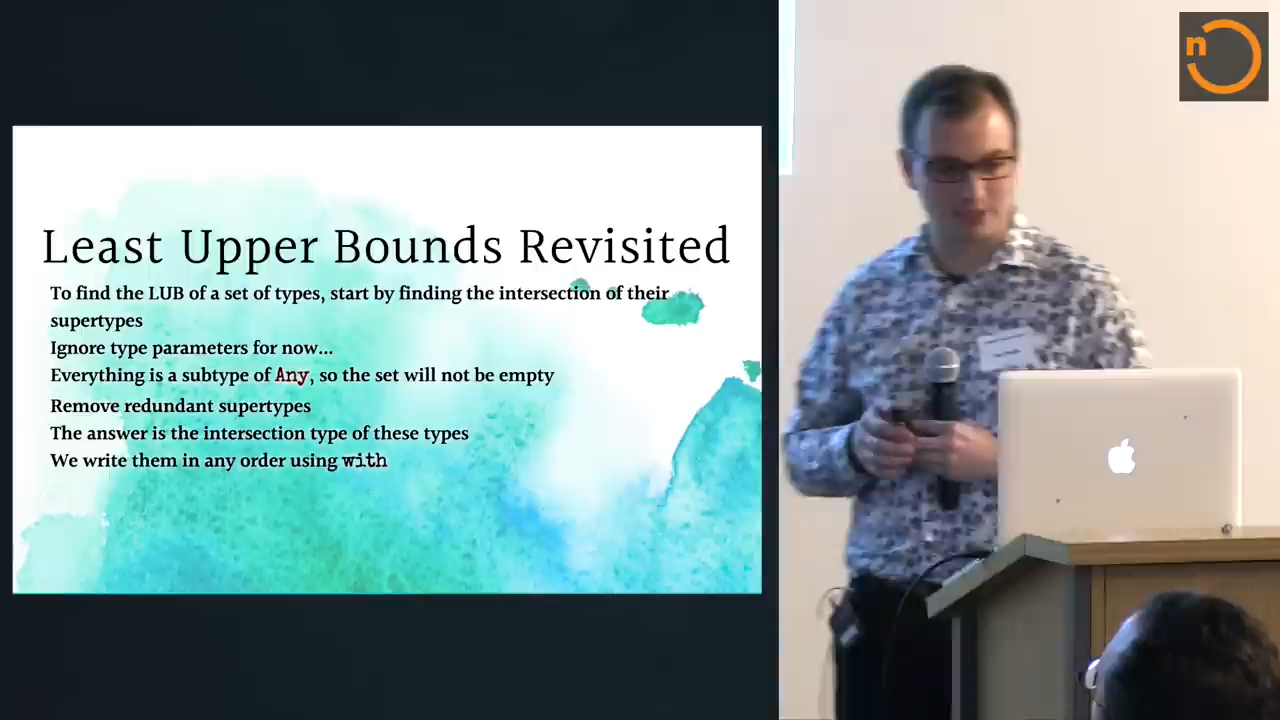 n
Least Upper Bounds Revisited
To find the LUB of a set of types, start by finding the intersection of their
supertypes
Ignore type parameters for now...
Everything is a subtype of Any, so the set will not be empty
Remove redundant supertypes
The answer is the intersection type of these types
We write them in any order using with